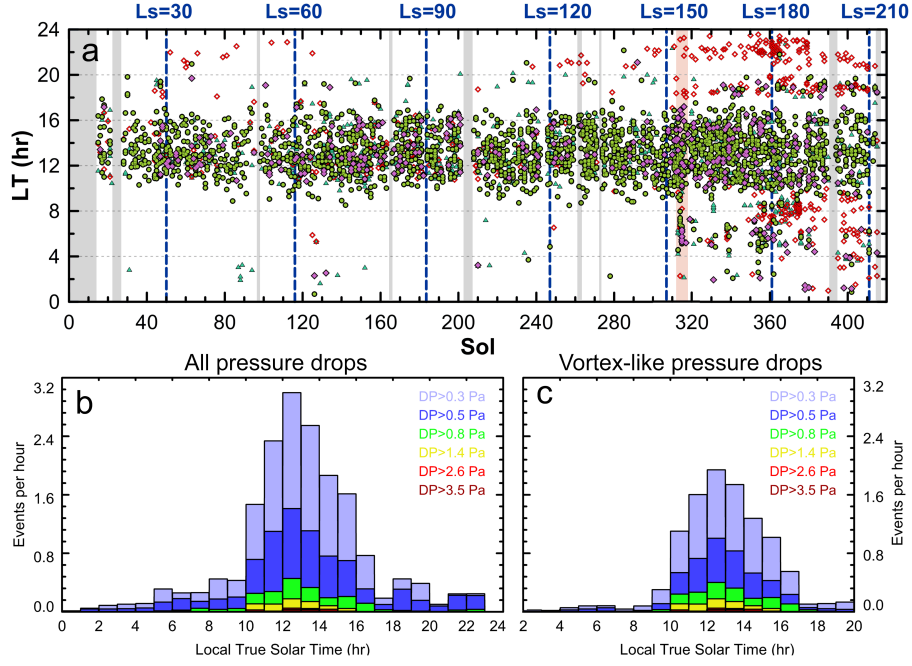 Ls=30 Ls=60 Ls=90 Ls=120 Ls=150 Ls=180 Ls=210
a
LT (hr)
24
20
16
12
8
4
0
0 40 80 120 160 200 240 280 320 360 400
Sol
All pressure drops
b
Events per hour
3.2
2.4
1.6
0.8
0.0
DP>0.3 Pa
DP>0.5 Pa
DP>0.8 Pa
DP>1.4 Pa
DP>2.6 Pa
DP>3.5 Pa
0 2 4 6 8 10 12 14 16 18 20 22 24
Local True Solar Time (hr)
Vortex-like pressure drops
c
DP>0.3 Pa
DP>0.5 Pa
DP>0.8 Pa
DP>1.4 Pa
DP>2.6 Pa
DP>3.5 Pa
3.2
2.4
1.6
0.8
0.0
Events per hour
2 4 6 8 10 12 14 16 18 20
Local True Solar Time (hr)